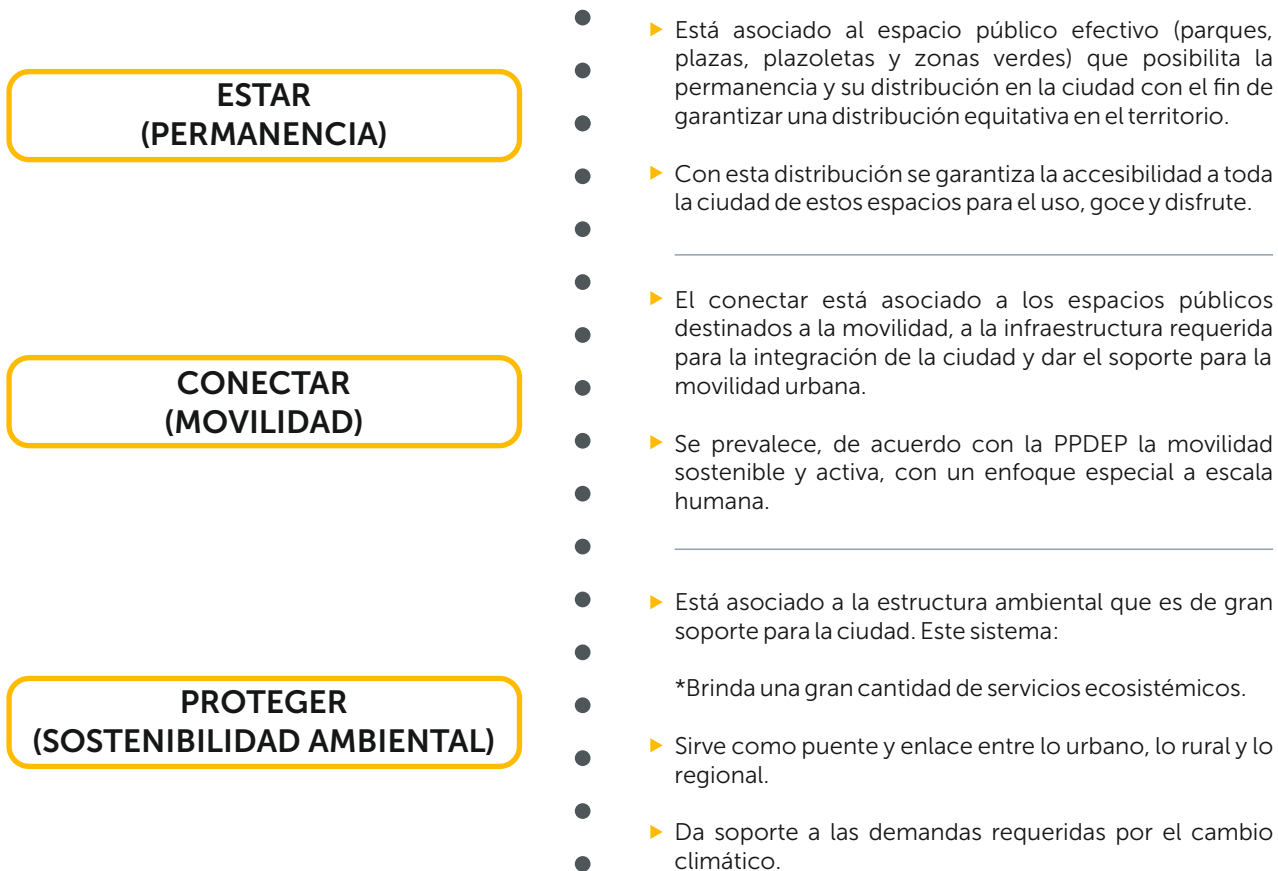 ESTAR
(PERMANENCIA)
Está asociado al espacio público efectivo (parques,
plazas, plazoletas y zonas verdes) que posibilita la
permanencia y su distribución en la ciudad con el fin de
garantizar una distribución equitativa en el territorio.
Con esta distribución se garantiza la accesibilidad a toda
la ciudad de estos espacios para el uso, goce y disfrute.
CONECTAR
(MOVILIDAD)
El conectar está asociado a los espacios públicos
destinados a la movilidad, a la infraestructura requerida
para la integración de la ciudad y dar el soporte para la
movilidad urbana.
Se prevalece, de acuerdo con la PPDEP la movilidad
sostenible y activa, con un enfoque especial a escala
humana.
PROTEGER
(SOSTENIBILIDAD AMBIENTAL)
Está asociado a la estructura ambiental que es de gran
soporte para la ciudad. Este sistema:
*Brinda una gran cantidad de servicios ecosistémicos.
Sirve como puente y enlace entre lo urbano, lo rural y lo
regional.
Da soporte a las demandas requeridas por el cambio
climático.